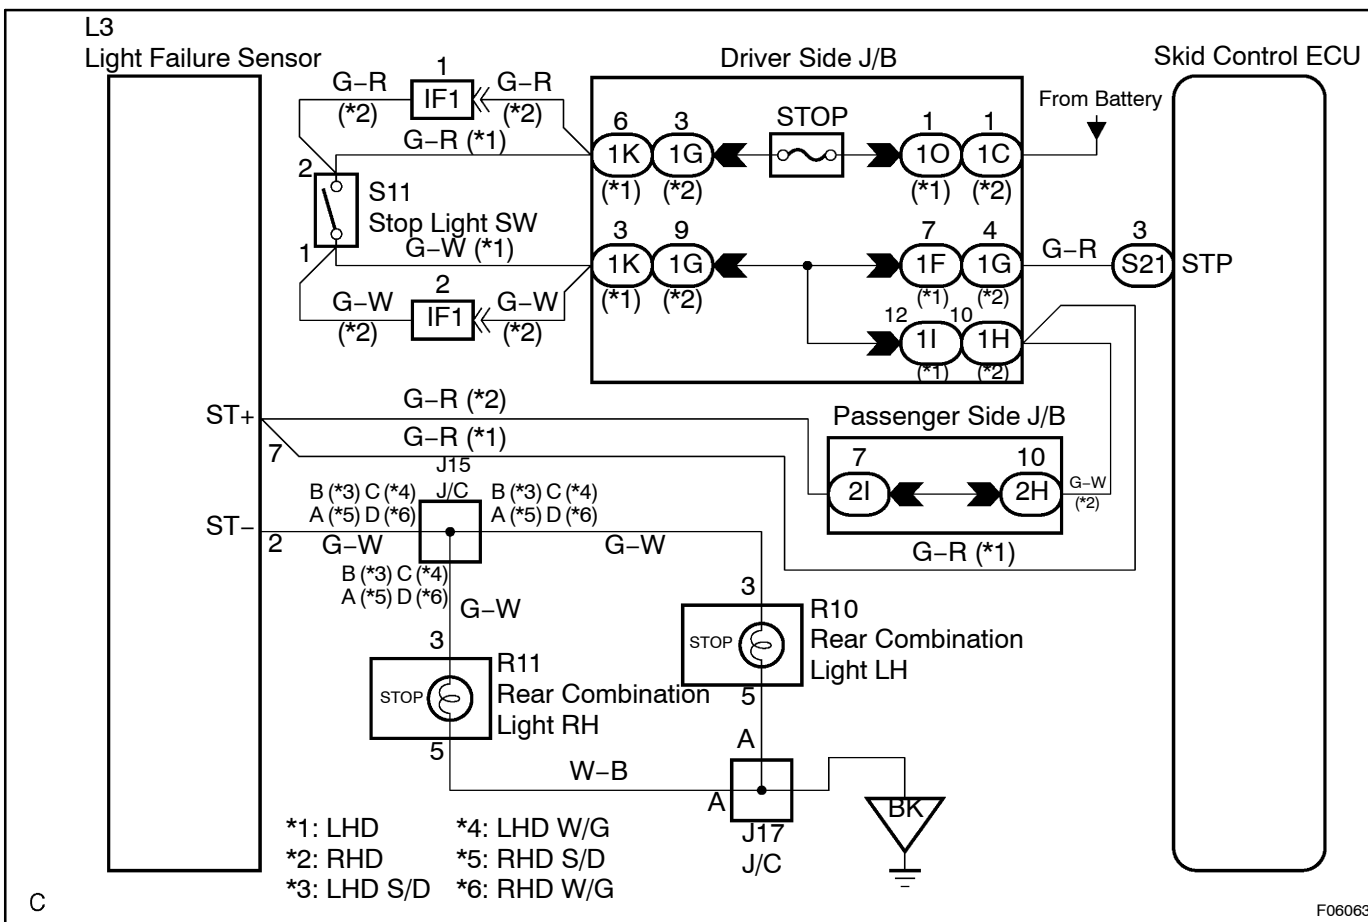 L3
Light Failure Sensor
Driver Side J/B
Skid Control ECU
1
G−R
IF1
G−R
(*2)
(*2)
From Battery
6
3
STOP
1
1
G−R (*1)
1K
1G
1O
1C
(*1)
(*2)
(*1)
(*2)
2
S11
Stop Light SW
G−W (*1)
1
3
9
7
4
G−R
3
1K
1G
1F
1G
S21
STP
(*1)
(*2)
(*1)
(*2)
2
G−W
IF1
G−W
(*2)
(*2)
12
10
1I
1H
(*1)
(*2)
ST+
G−R (*2)
Passenger Side J/B
7
G−R (*1)
7
10
2I
2H
G−W
(*2)
J15
J/C
B (*3) C (*4)
A (*5) D (*6)
B (*3) C (*4)
A (*5) D (*6)
ST−
2
G−W
G−W
G−R (*1)
B (*3) C (*4)
A (*5) D (*6)
G−W
3
R10
STOP
Rear Combination
Light LH
5
3
R11
STOP
Rear Combination
Light RH
5
A
W−B
A
J17
J/C
BK
*1: LHD
*4: LHD W/G
*2: RHD
*5: RHD S/D
*3: LHD S/D
*6: RHD W/G
C
F06063